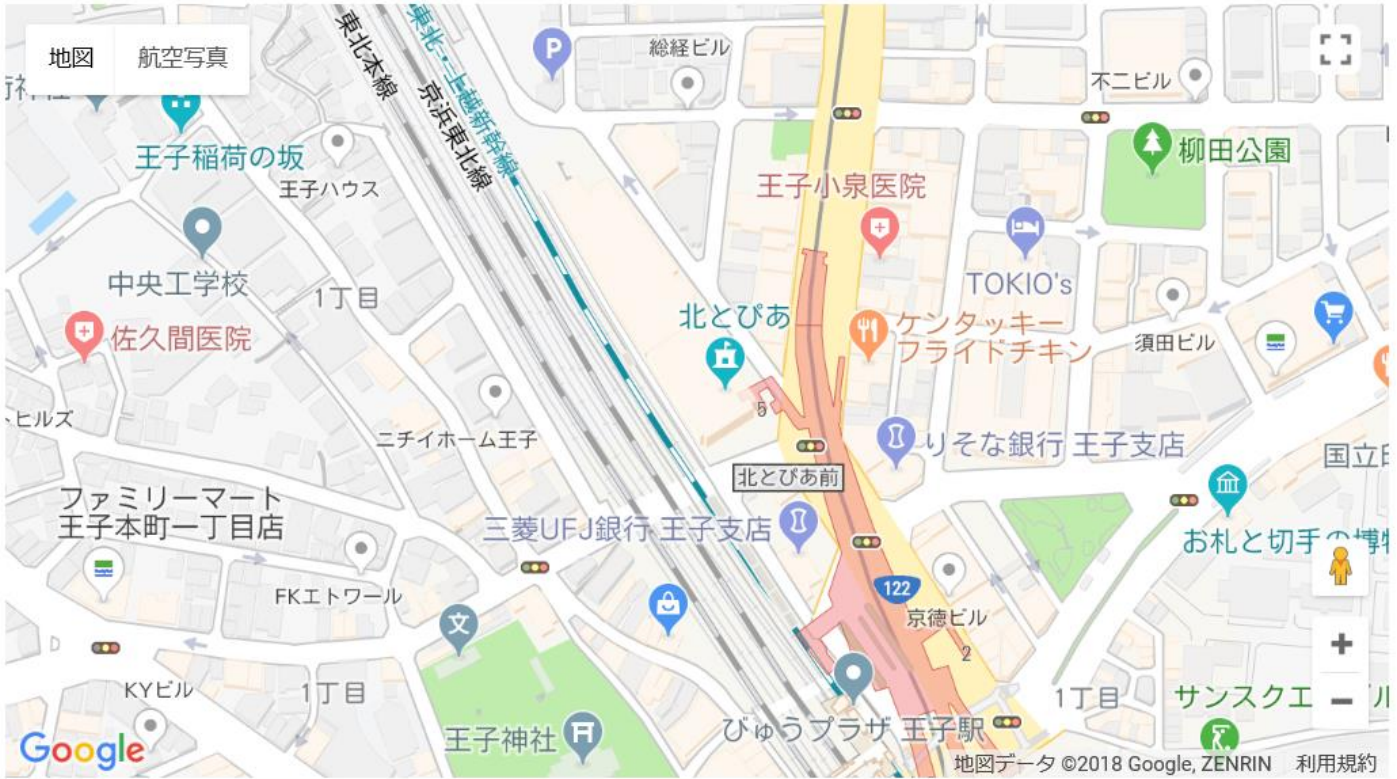 地図
航空写真
東北本線
京浜東北線
東北・上越新幹線
P
総経ビル
不二ビル
王子稲荷の坂
王子ハウス
柳田公園
王子小泉医院
中央工学校
1丁目
TOKIO's
佐久間医院
北とぴあ
ケンタッキー
フライドチキン
須田ビル
5
ニチイホーム王子
りそな銀行 王子支店
北とぴあ前
ファミリーマート
王子本町一丁目店
三菱UFJ銀行 王子支店
お札と切手の博
FKエトワール
122
京徳ビル
文
2
KYビル
1丁目
1丁目
サンスクエ
王子神社
びゅうプラザ 王子駅
Google
地図データ ©2018 Google, ZENRIN
利用規約